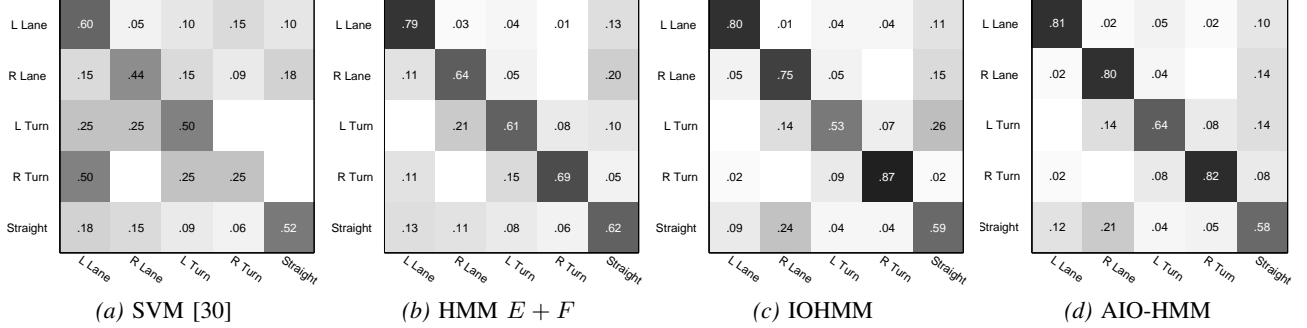 L Lane .60 .05 .10 .15 .10
R Lane .15 .44 .15 .09 .18
L Turn .25 .25 .50
R Turn .50 .25 .25
Straight .18 .15 .09 .06 .52
L Lane R Lane L Turn R Turn Straight
(a) SVM [30]
L Lane .79 .03 .04 .01 .13
R Lane .11 .64 .05 .20
L Turn .21 .61 .08 .10
R Turn .11 .15 .69 .05
Straight .13 .11 .08 .06 .62
L Lane R Lane L Turn R Turn Straight
(b) HMM E + F
L Lane .80 .01 .04 .04 .11
R Lane .05 .75 .05 .15
L Turn .14 .53 .07 .26
R Turn .02 .09 .87 .02
Straight .09 .24 .04 .04 .59
L Lane R Lane L Turn R Turn Straight
(c) IOHMM
L Lane .81 .02 .05 .02 .10
R Lane .02 .80 .04 .14
L Turn .14 .64 .08 .14
R Turn .02 .08 .82 .08
Straight .12 .21 .04 .05 .58
L Lane R Lane L Turn R Turn Straight
(d) AIO-HMM